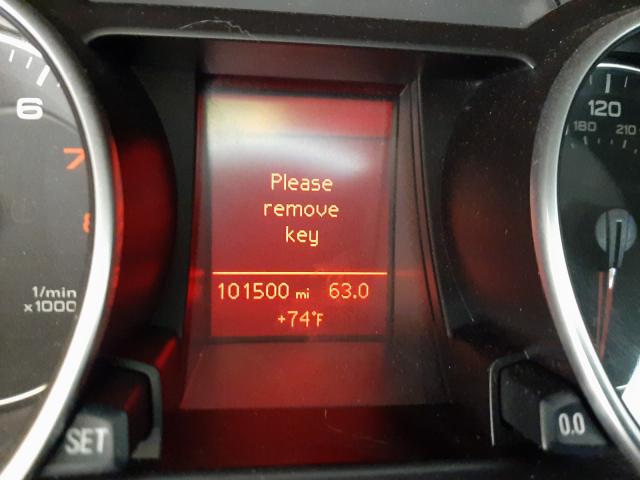 6
7
8
1/min
x1000
Please
remove
key
101500 mi 63.0
+74°F
120
180 210
SET
0.0